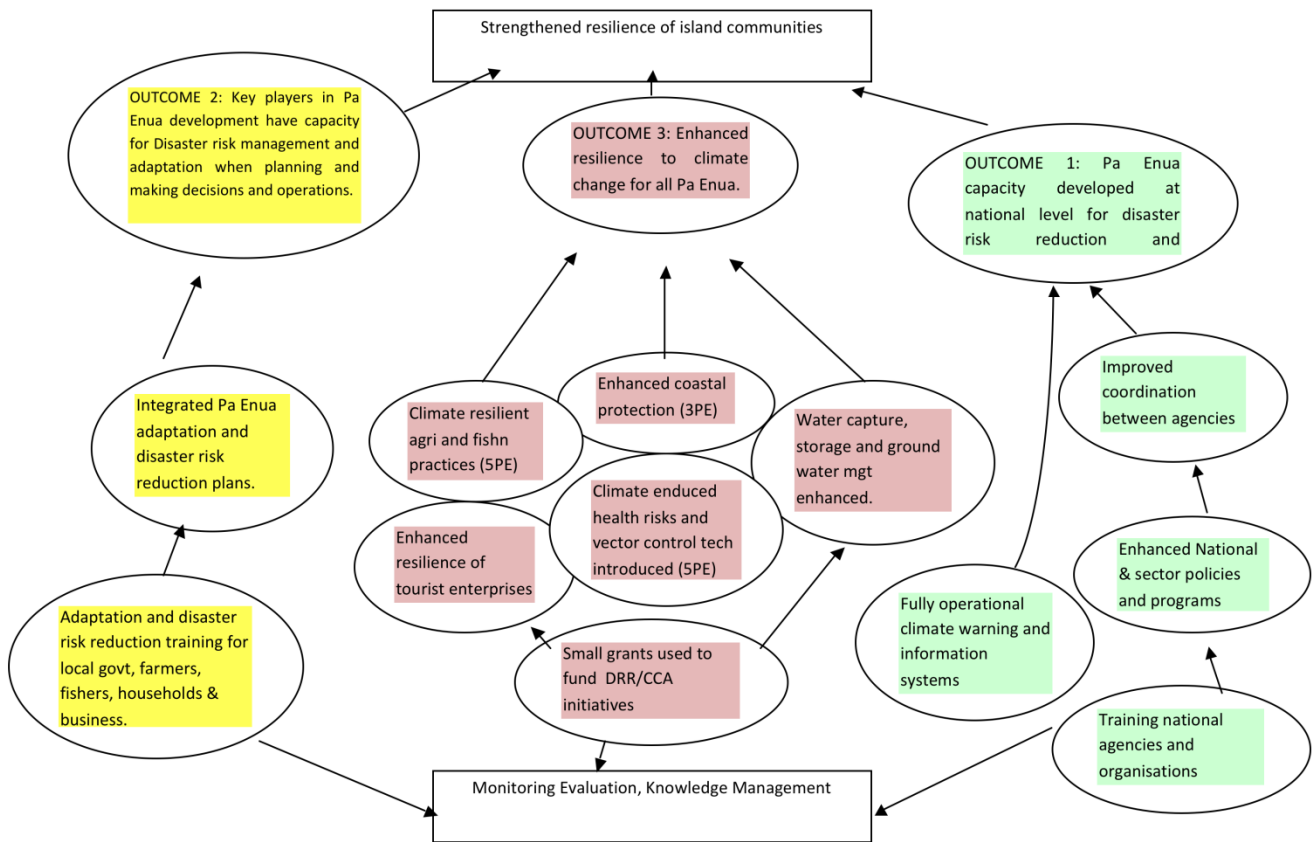 Strengthened resilience of island communities
OUTCOME 2: Key players in Pa
Enua development have capacity
for Disaster risk management and
adaptation when planning and
making decisions and operations.
OUTCOME 3: Enhanced
resilience to climate
change for all Pa Enua.
OUTCOME 1: Pa Enua
capacity developed at
national level for disaster
risk reduction and
Integrated Pa Enua
adaptation and
disaster risk
reduction plans.
Climate resilient
agri and fishn
practices (5PE)
Enhanced coastal
protection (3PE)
Water capture,
storage and ground
water mgt
enhanced.
Improved
coordination
between agencies
Enhanced
resilience of
tourist enterprises
Climate enduced
health risks and
vector control tech
introduced (5PE)
Enhanced National
& sector policies
and programs
Fully operational
climate warning and
information
systems
Adaptation and disaster
risk reduction training for
local govt, farmers,
fishers, households &
business.
Small grants used to
fund DRR/CCA
initiatives
Training national
agencies and
organisations
Monitoring Evaluation, Knowledge Management